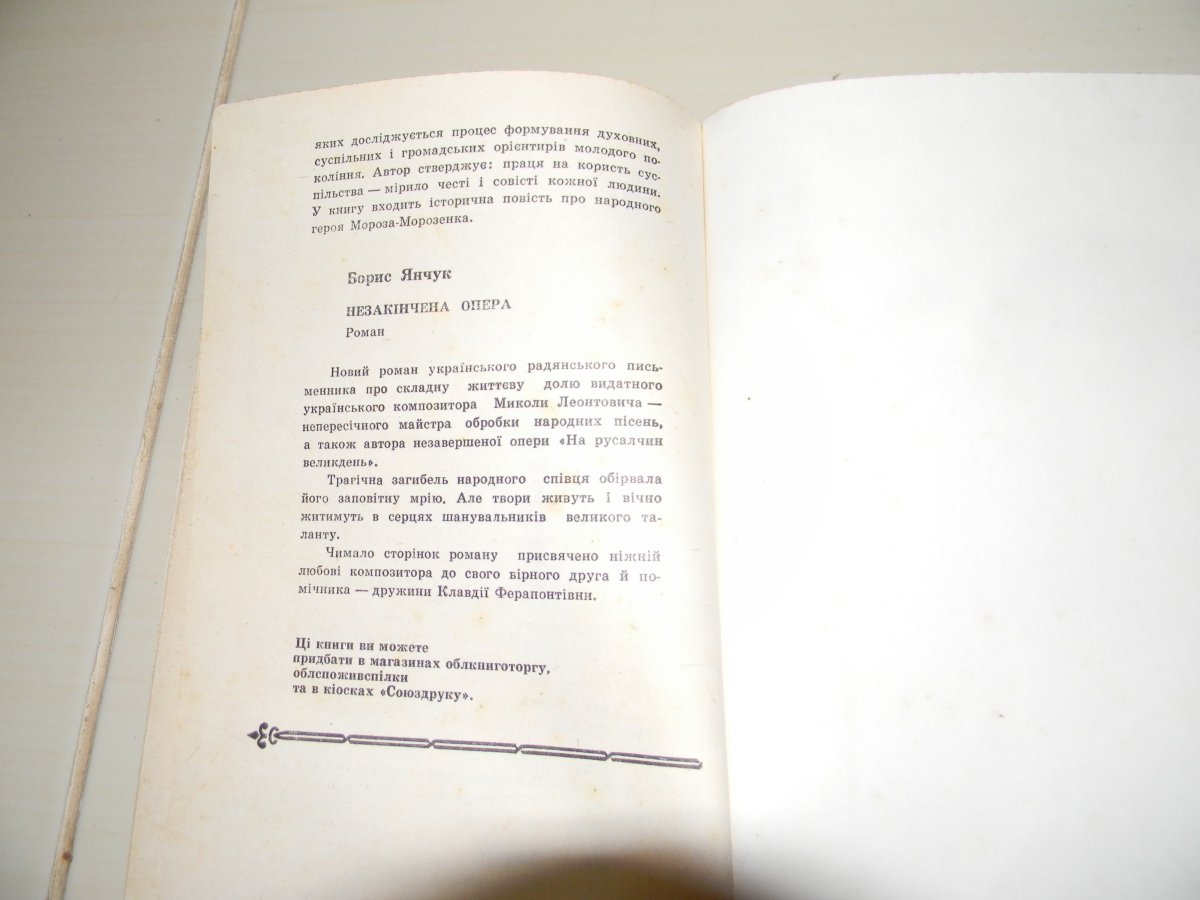 яких досліджується процес формування духовних,
суспільних і громадських орієнтирів молодого по-
коління. Автор стверджує: праця на користь сус-
пільства — мірило честі і совісті кожної людини.
У книгу входить історична повість про народного
героя Мороза-Морозенка.
Борис Янчук
НЕЗАКІНЧЕНА ОПЕРА
Роман
Новий роман українського радянського пись-
менника про складну життєву долю видатного
українського композитора Миколи Леонтовича —
непересічного майстра обробки народних пісень,
а також автора незавершеної опери «На русалчин
великдень».
Трагічна загибель народного співця обірвала
його заповітну мрію. Але твори живуть і вічно
житимуть в серцях шанувальників великого та-
ланту.
Чимало сторінок роману присвячено ніжній
любові композитора до свого вірного друга й по-
мічника — дружини Клавдії Ферапонтівни.
Ці книги ви можете
придбати в магазинах облкниготоргу,
облспоживспілки
та в кіосках «Союздруку».